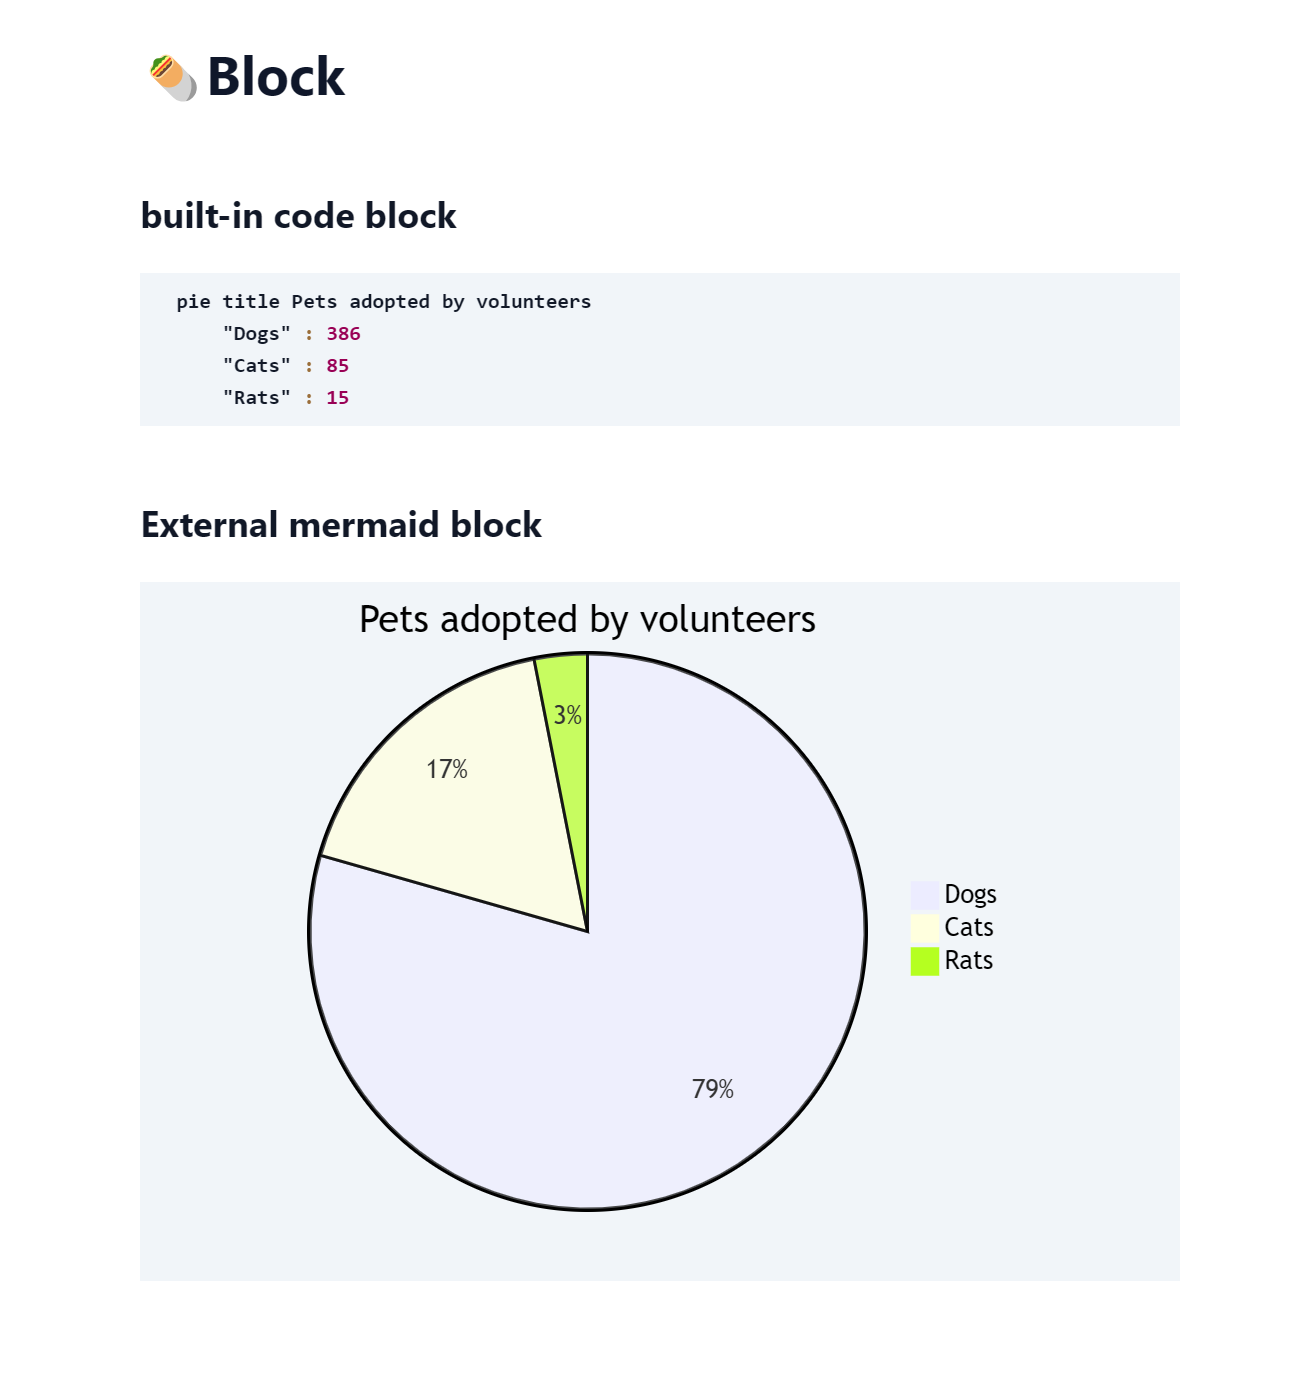 Block
built-in code block
pie title Pets adopted by volunteers
"Dogs" : 386
"Cats" : 85
"Rats" : 15
External mermaid block
Pets adopted by volunteers
3%
17%
Dogs
Cats
Rats
79%